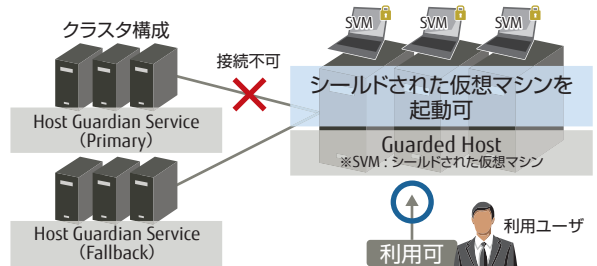 クラスタ構成
接続不可
SVM
SVM
SVM
シールドされた仮想マシンを
起動可
Host Guardian Service
（Primary）
Guarded Host
※SVM：シールドされた仮想マシン
Host Guardian Service
（Fallback）
利用可
利用ユーザ